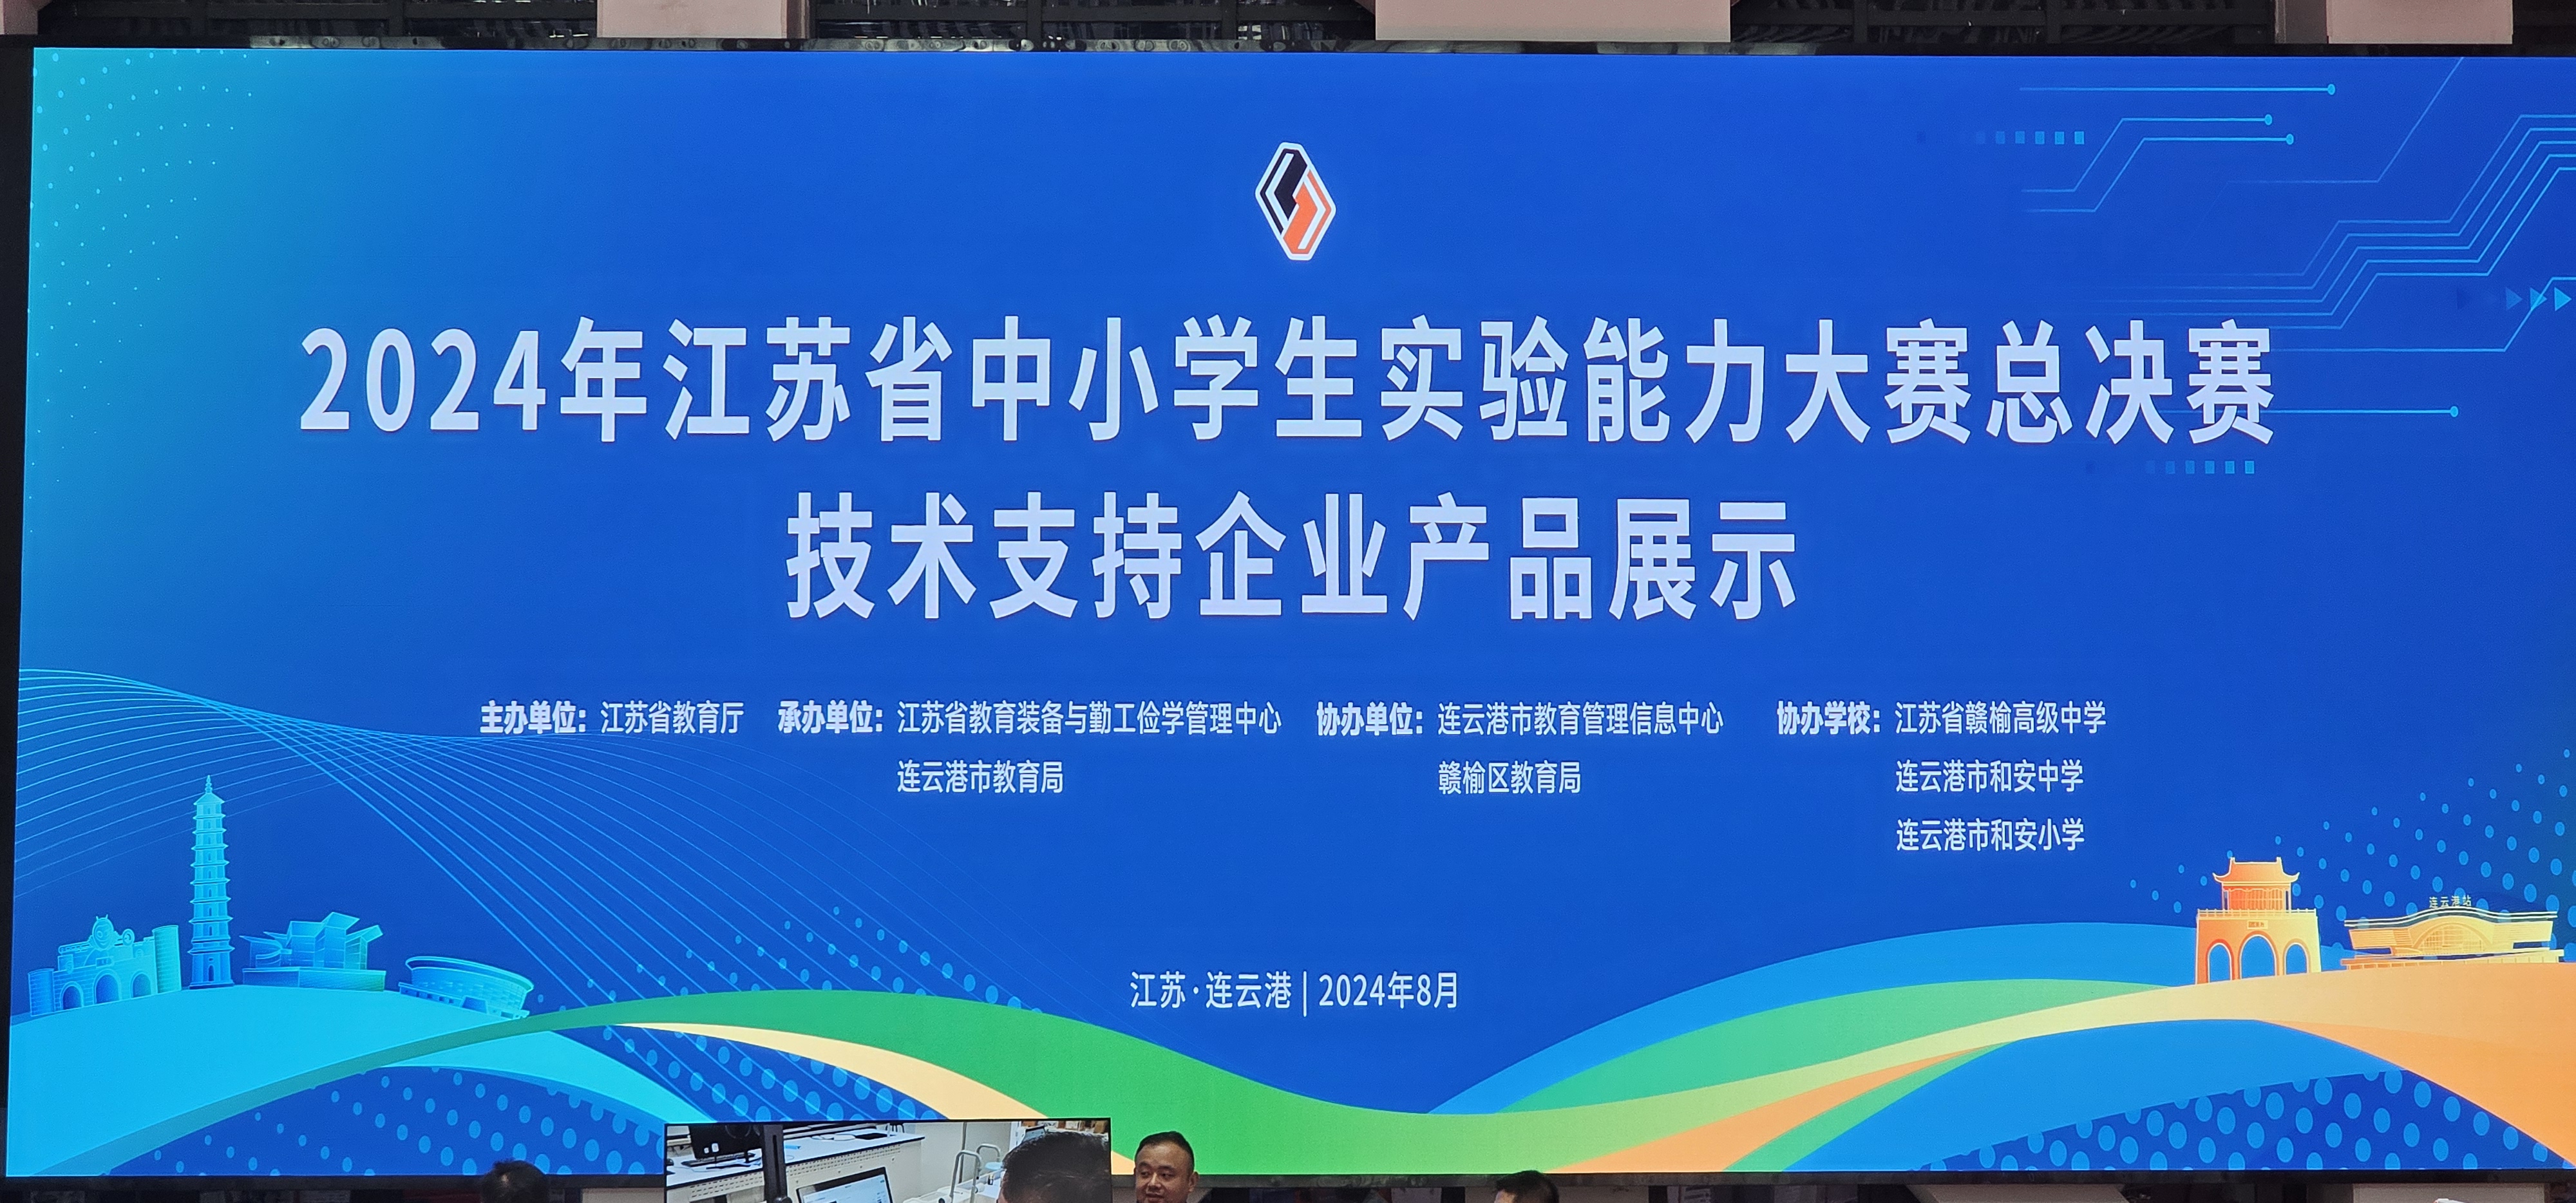 2024年江苏省中小学生实验能力大赛总决赛
技术支持企业产品展示
主办单位：江苏省教育厅
承办单位：江苏省教育装备与勤工俭学管理中心
连云港市教育局
协办单位：连云港市教育管理信息中心
赣榆区教育局
协办学校：江苏省赣榆高级中学
连云港市和安中学
连云港市和安小学
连云港站
江苏·连云港|2024年8月